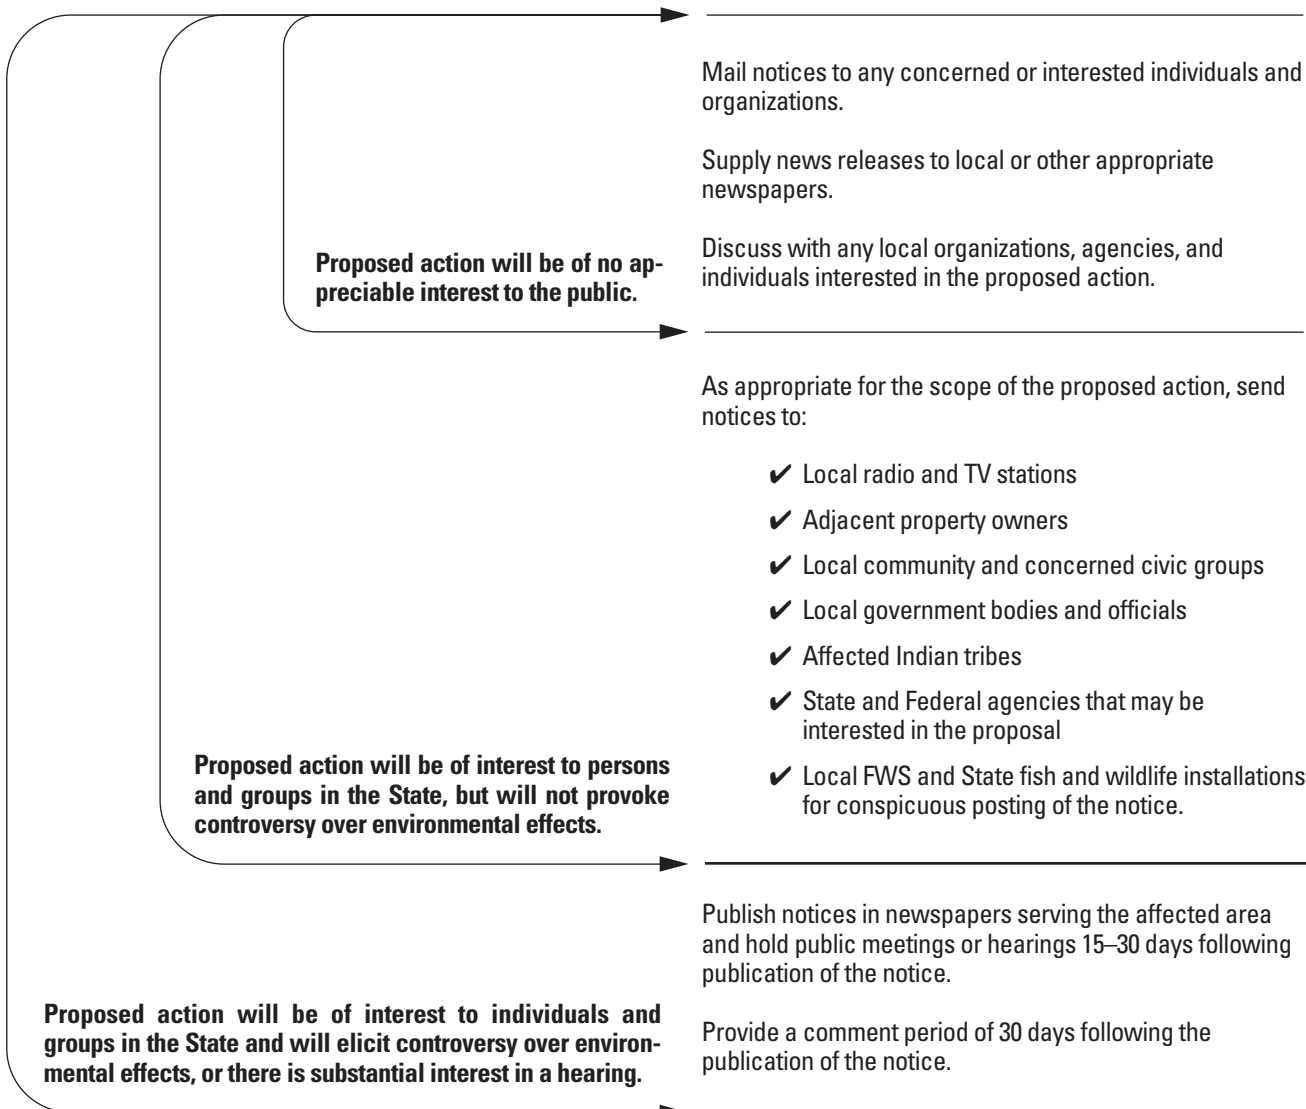 Mail notices to any concerned or interested individuals and
organizations.
Supply news releases to local or other appropriate
newspapers.
Discuss with any local organizations, agencies, and
individuals interested in the proposed action.
Proposed action will be of no ap-
preciable interest to the public.
As appropriate for the scope of the proposed action, send
notices to:
✔ Local radio and TV stations
✔ Adjacent property owners
✔ Local community and concerned civic groups
✔ Local government bodies and officials
✔ Affected Indian tribes
✔ State and Federal agencies that may be
interested in the proposal
✔ Local FWS and State fish and wildlife installations
for conspicuous posting of the notice.
Proposed action will be of interest to persons
and groups in the State, but will not provoke
controversy over environmental effects.
Publish notices in newspapers serving the affected area
and hold public meetings or hearings 15–30 days following
publication of the notice.
Provide a comment period of 30 days following the
publication of the notice.
Proposed action will be of interest to individuals and
groups in the State and will elicit controversy over environ-
mental effects, or there is substantial interest in a hearing.